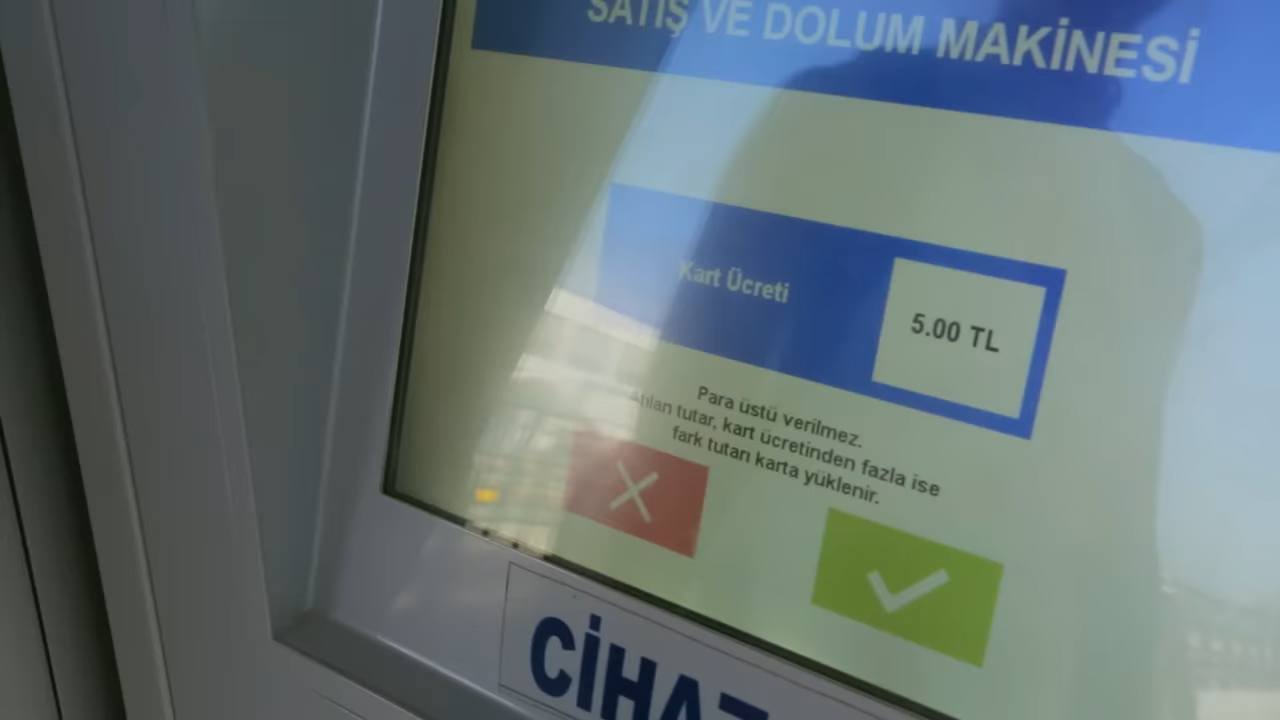 SATIŞ VE DOLUM MAKİNESİ
Kart Ücreti
5.00 TL
Para üstü verilmez.
Atılan tutar, kart ücretinden fazla ise
fark tutarı karta yüklenir.
CİHAZ